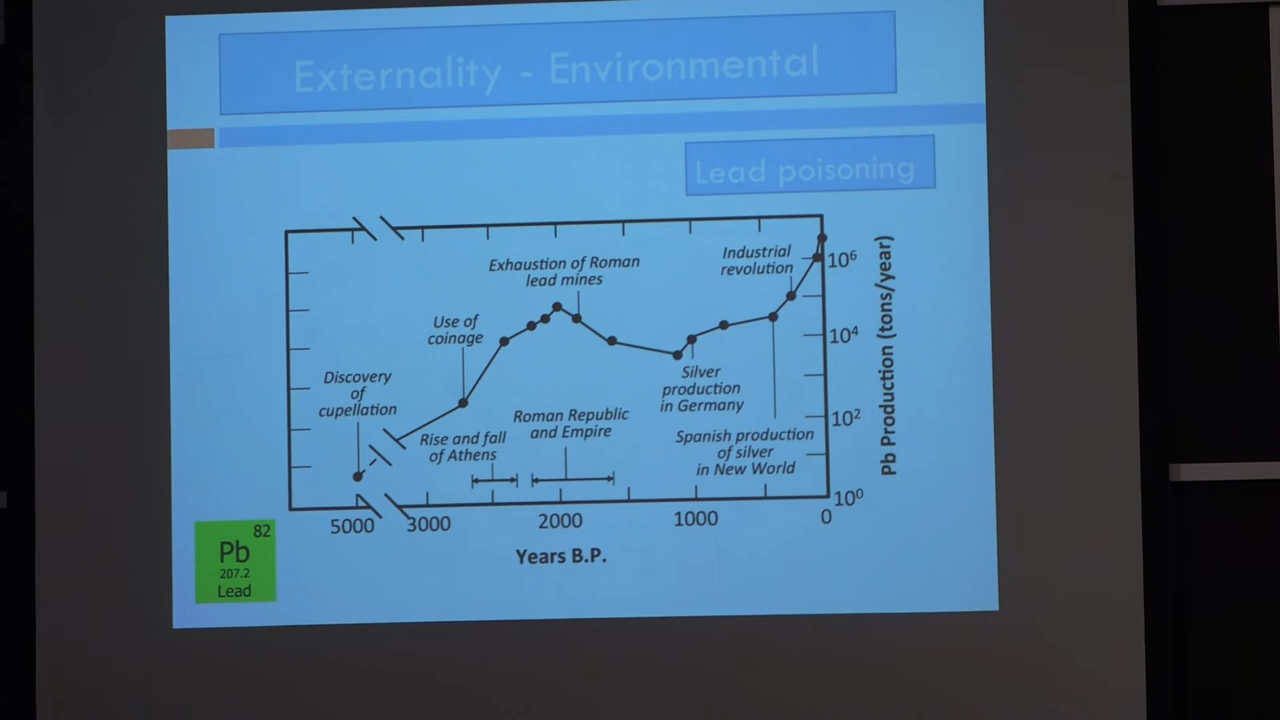 Externality - Environmental
Lead poisoning
Exhaustion of Roman
lead mines
Industrial
revolution
10⁶
Use of
coinage
10⁴
Discovery
of
cupellation
Silver
production
in Germany
Roman Republic
and Empire
10²
Rise and fall
of Athens
Spanish production
of silver
in New World
10⁰
Pb Production (tons/year)
5000
3000
2000
1000
0
Years B.P.
82
Pb
207.2
Lead